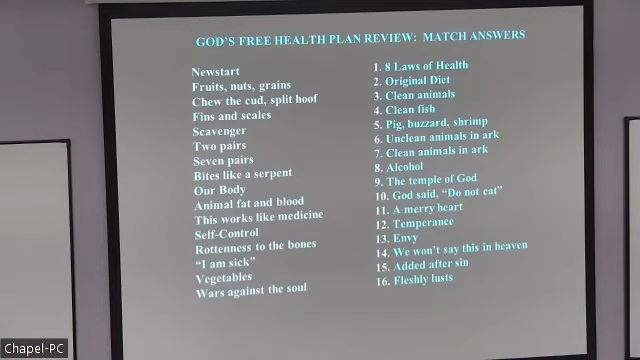 GOD'S FREE HEALTH PLAN REVIEW: MATCH ANSWERS
Newstart
Fruits, nuts, grains
Chew the cud, split hoof
Fins and scales
Scavenger
Two pairs
Seven pairs
Bites like a serpent
Our Body
Animal fat and blood
This works like medicine
Self-Control
Rottenness to the bones
“I am sick”
Vegetables
Wars against the soul
1. 8 Laws of Health
2. Original Diet
3. Clean animals
4. Clean fish
5. Pig, buzzard, shrimp
6. Unclean animals in ark
7. Clean animals in ark
8. Alcohol
9. The temple of God
10. God said, “Do not eat”
11. A merry heart
12. Temperance
13. Envy
14. We won't say this in heaven
15. Added after sin
16. Fleshly lusts
Chapel-PC